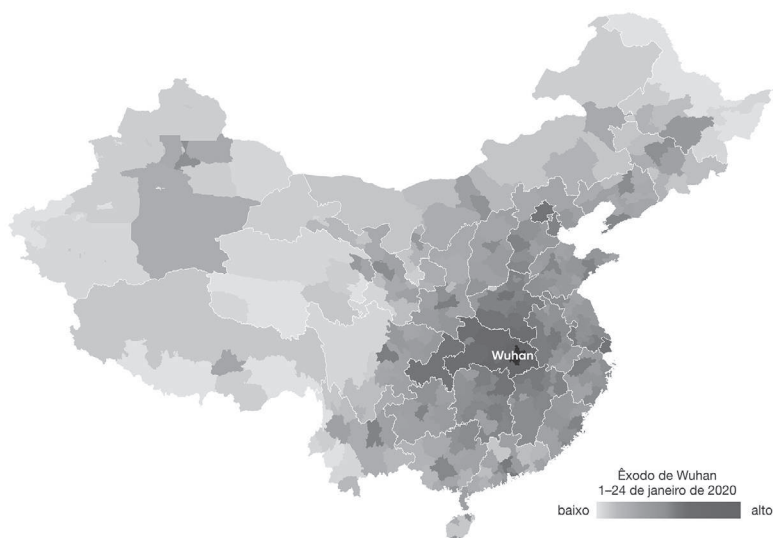 Wuhan
Êxodo de Wuhan
1–24 de janeiro de 2020
baixo alto